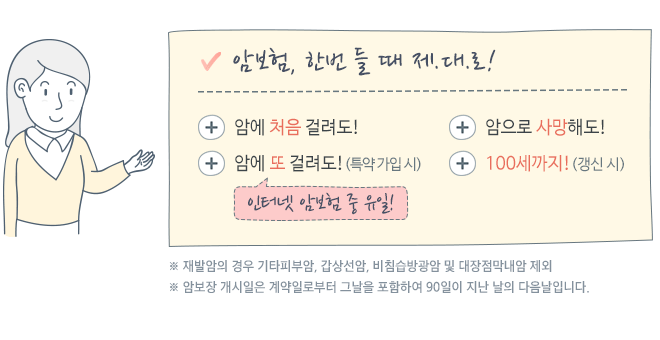 암보험, 한번 들 때 제.대.로!
암에 처음 걸려도!
암으로 사망해도!
암에 또 걸려도! (특약 가입 시)
100세까지! (갱신 시)
인터넷 암보험 중 유일!
※ 재발암의 경우 기타피부암, 갑상선암, 비침습방광암 및 대장점막내암 제외
※ 암보장 개시일은 계약일로부터 그날을 포함하여 90일이 지난 날의 다음날입니다.